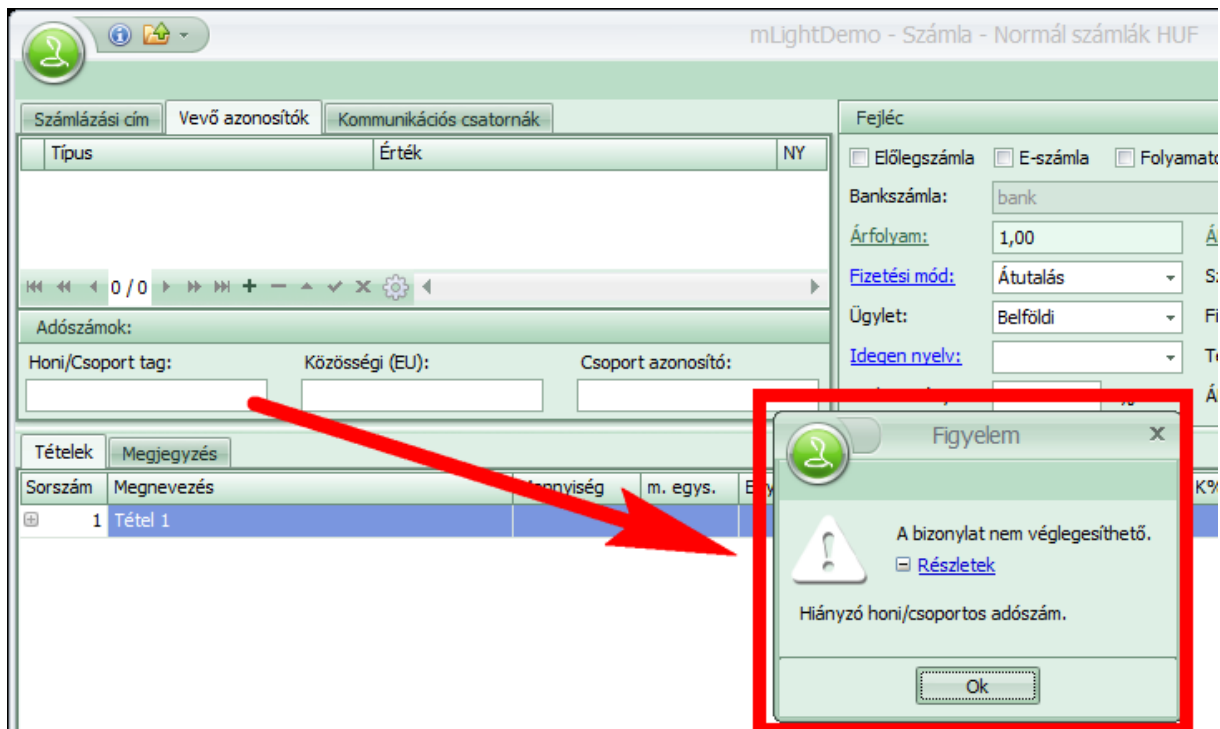 mLightDemo - Számla - Normál számlák HUF
Számlázási cím Vevő azonosítók Kommunikációs csatornák
Típus Érték NY
0 / 0
Adószámok:
Honi/Csoport tag: Közösségi (EU): Csoport azonosító:
Fejléc
Előlegszámla E-számla
Bankszámla: bank
Árfolyam: 1,00
Fizetési mód: Átutalás
Ügylet: Belföldi
Idegen nyelv:
Tételek Megjegyzés
Sorszám Megnevezés m. egys. K%
1 Tétel 1
Figyelem
A bizonylat nem véglegesíthető.
Részletek
Hiányzó honi/csoportos adószám.
Ok